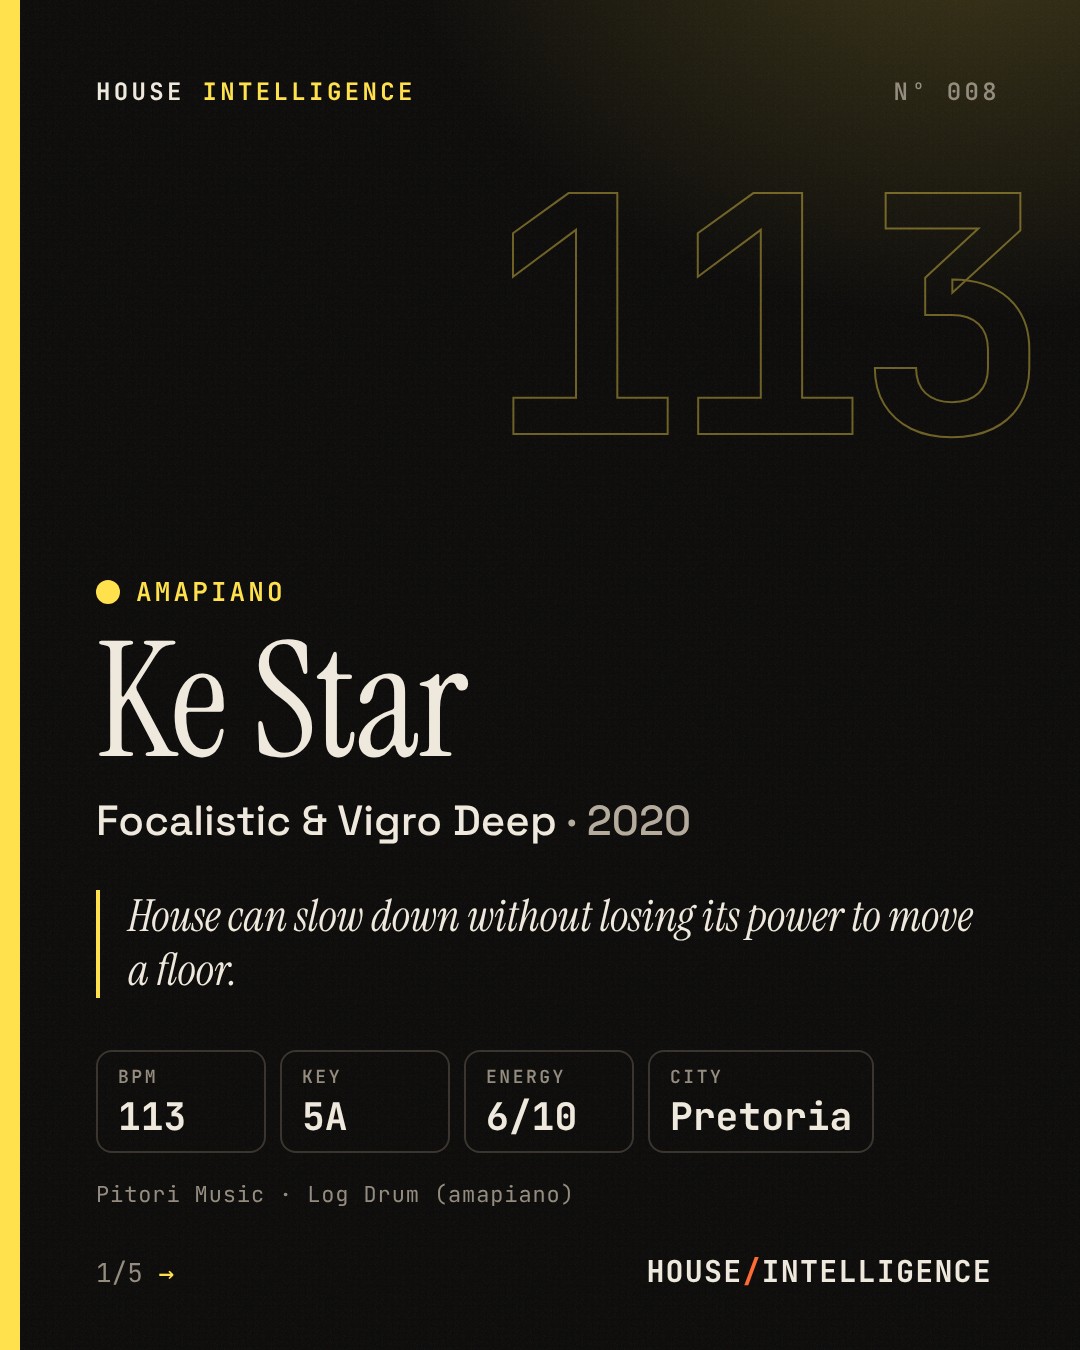 HOUSE INTELLIGENCE
N° 008
113
AMAPIANO
Ke Star
Focalistic & Vigro Deep · 2020
House can slow down without losing its power to move
a floor.
BPM
113
KEY
5A
ENERGY
6/10
CITY
Pretoria
Pitori Music · Log Drum (amapiano)
1/5 →
HOUSE/INTELLIGENCE